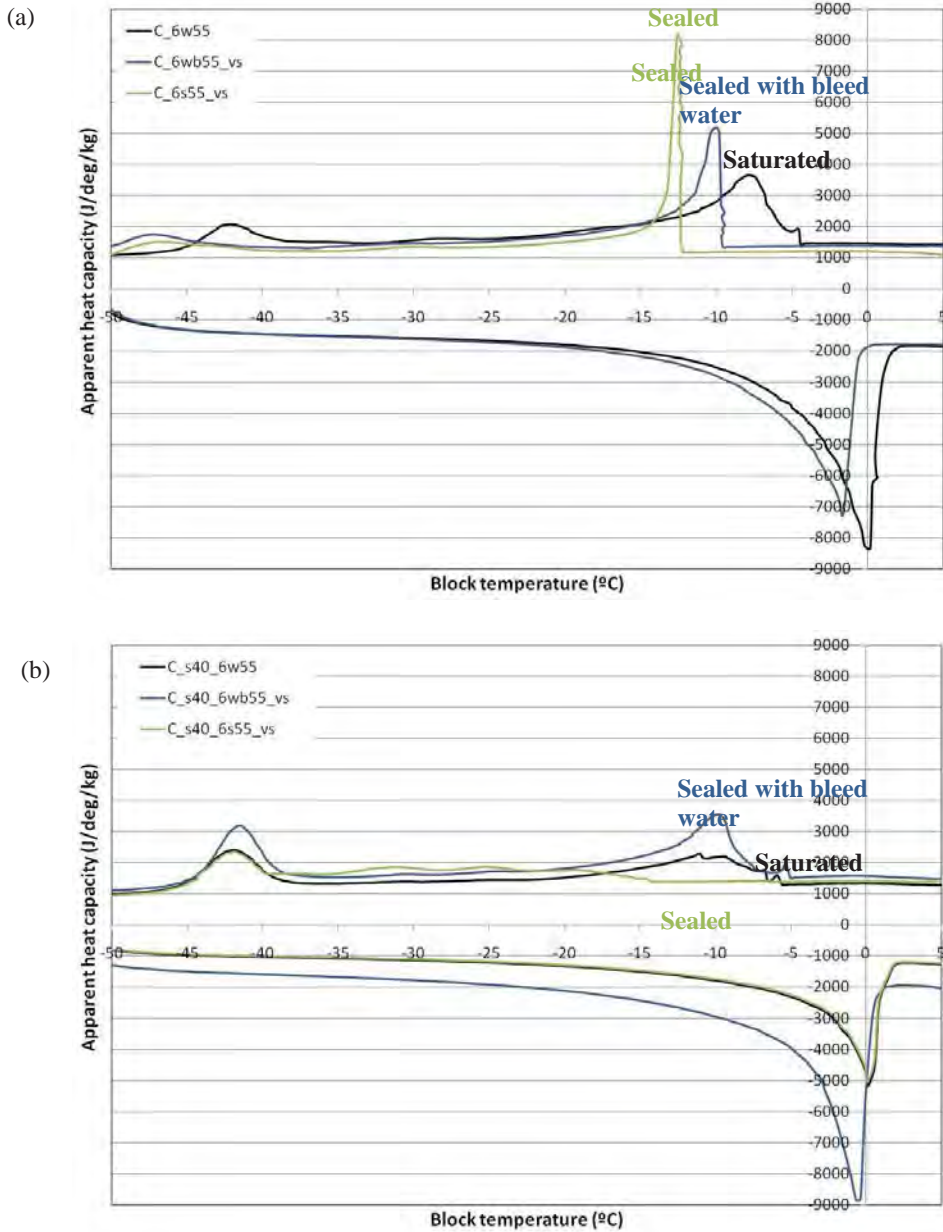 (a)
9000
C_6w55
C_6wb55_vs
C_6s55_vs
Sealed
8000
7000
Sealed
Sealed with bleed
water
6000
5000
Saturated
4000
3000
2000
1000
0
-50
-45
-40
-35
-30
-25
-20
-15
-10
-5
0
5
-1000
-2000
-3000
-4000
-5000
-6000
-7000
-8000
-9000
Apparent heat capacity (J/deg/kg)
Block temperature (ºC)
(b)
9000
C_s40_6w55
C_s40_6wb55_vs
C_s40_6s55_vs
8000
7000
6000
5000
Sealed with bleed
water
4000
3000
Saturated
2000
1000
Sealed
0
-50
-45
-40
-35
-30
-25
-20
-15
-10
-5
0
5
-1000
-2000
-3000
-4000
-5000
-6000
-7000
-8000
-9000
Apparent heat capacity (J/deg/kg)
Block temperature (ºC)